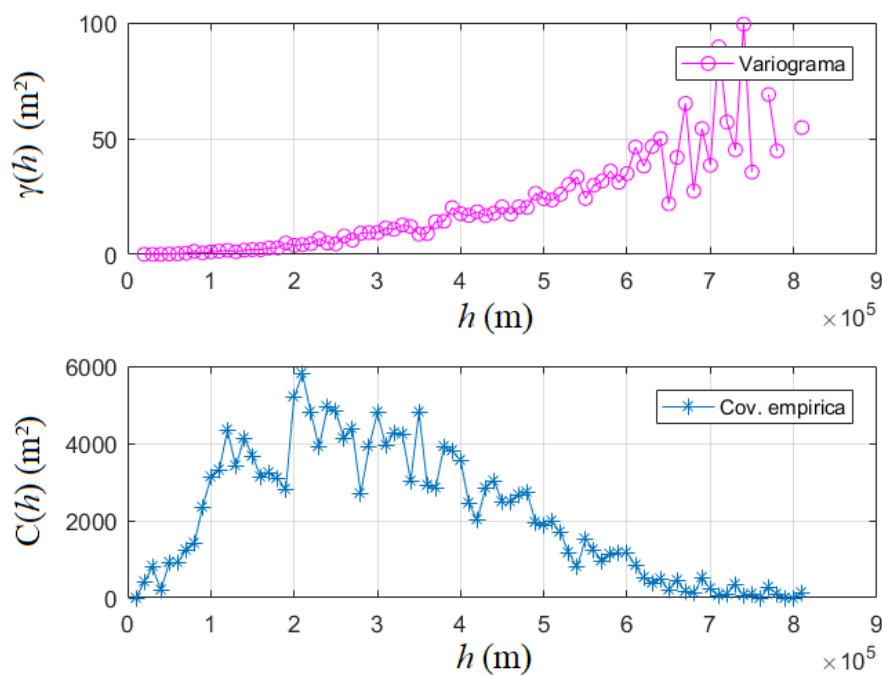 100
50
0
γ(h) (m²)
Variograma
0 1 2 3 4 5 6 7 8 9
h (m)
×10⁵
6000
4000
2000
0
C(h) (m²)
Cov. empirica
0 1 2 3 4 5 6 7 8 9
h (m)
×10⁵